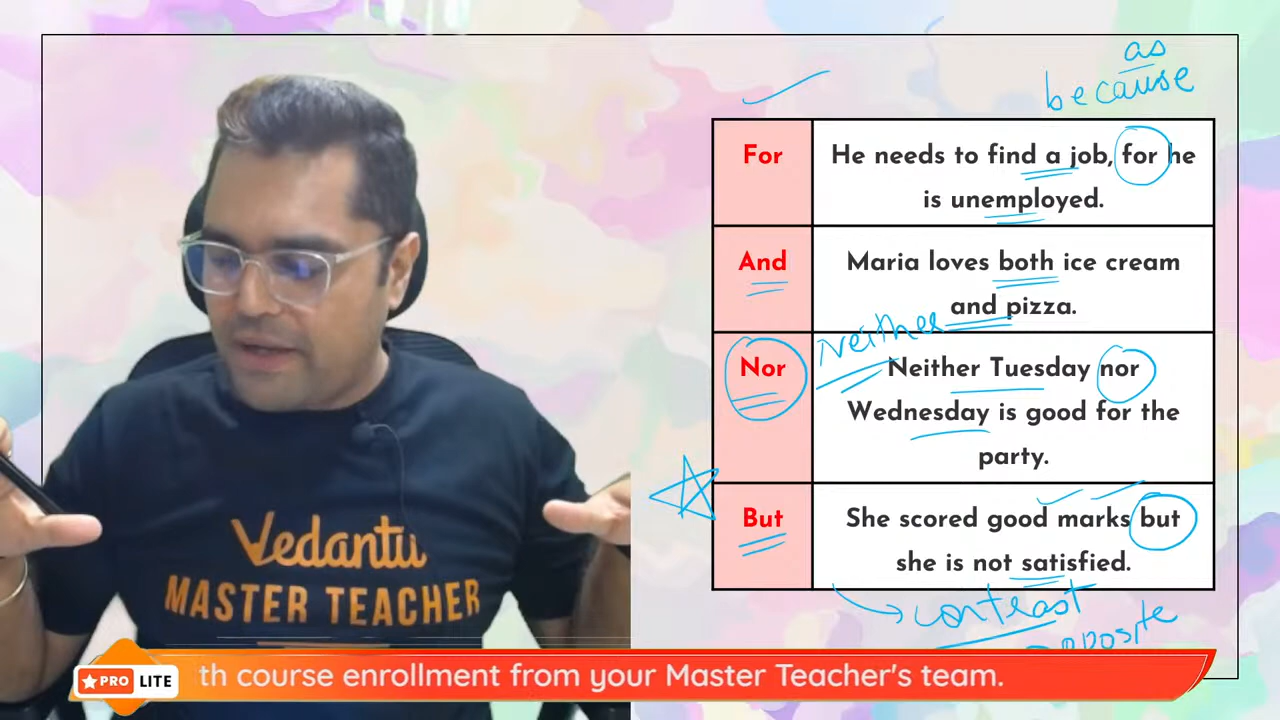 as
because
For
He needs to find a job, for he
is unemployed.
And
Maria loves both ice cream
and pizza.
Neither
Nor
Neither Tuesday nor
Wednesday is good for the
party.
But
She scored good marks but
she is not satisfied.
contrast
opposite
Vedantu
MASTER TEACHER
PRO LITE
th course enrollment from your Master Teacher's team.